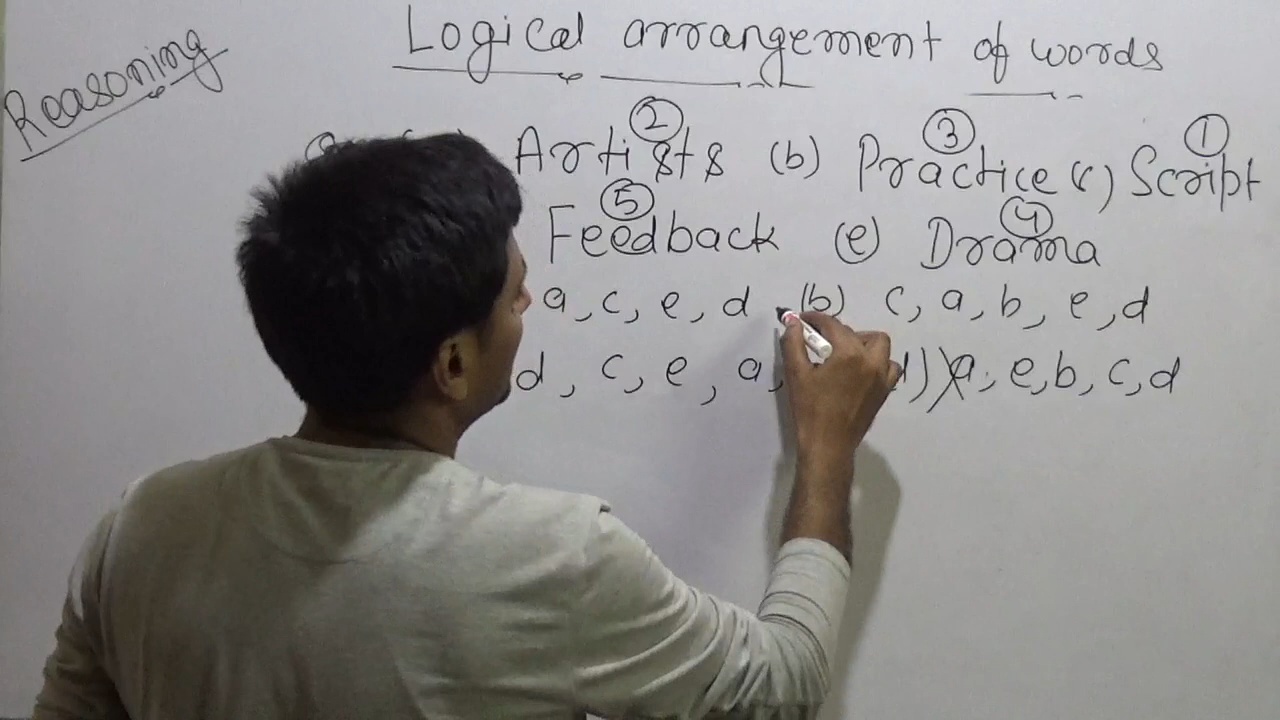 Logical arrangement of words
Reasoning
② ③ ①
Artists (b) Practice (c) Script
⑤ ④
Feedback (e) Drama
a, c, e, d (b) c, a, b, e, d
d, c, e, a, d) a, e, b, c, d